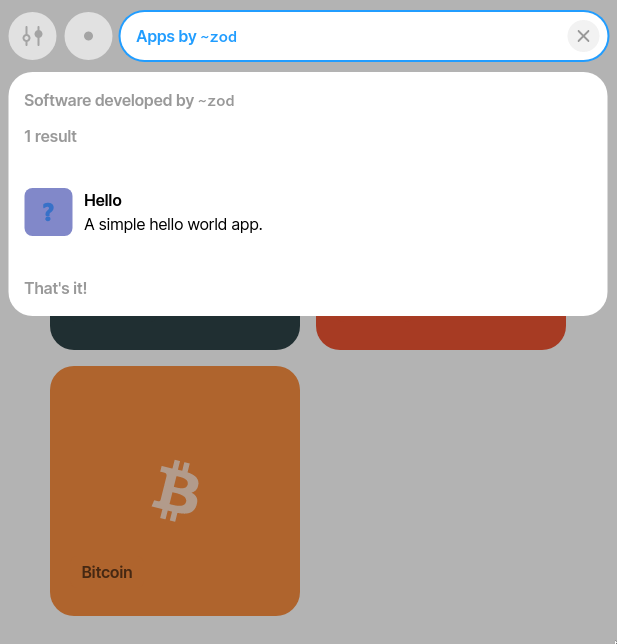 Apps by ~zod
Software developed by ~zod
1 result
?
Hello
A simple hello world app.
That's it!
₿
Bitcoin